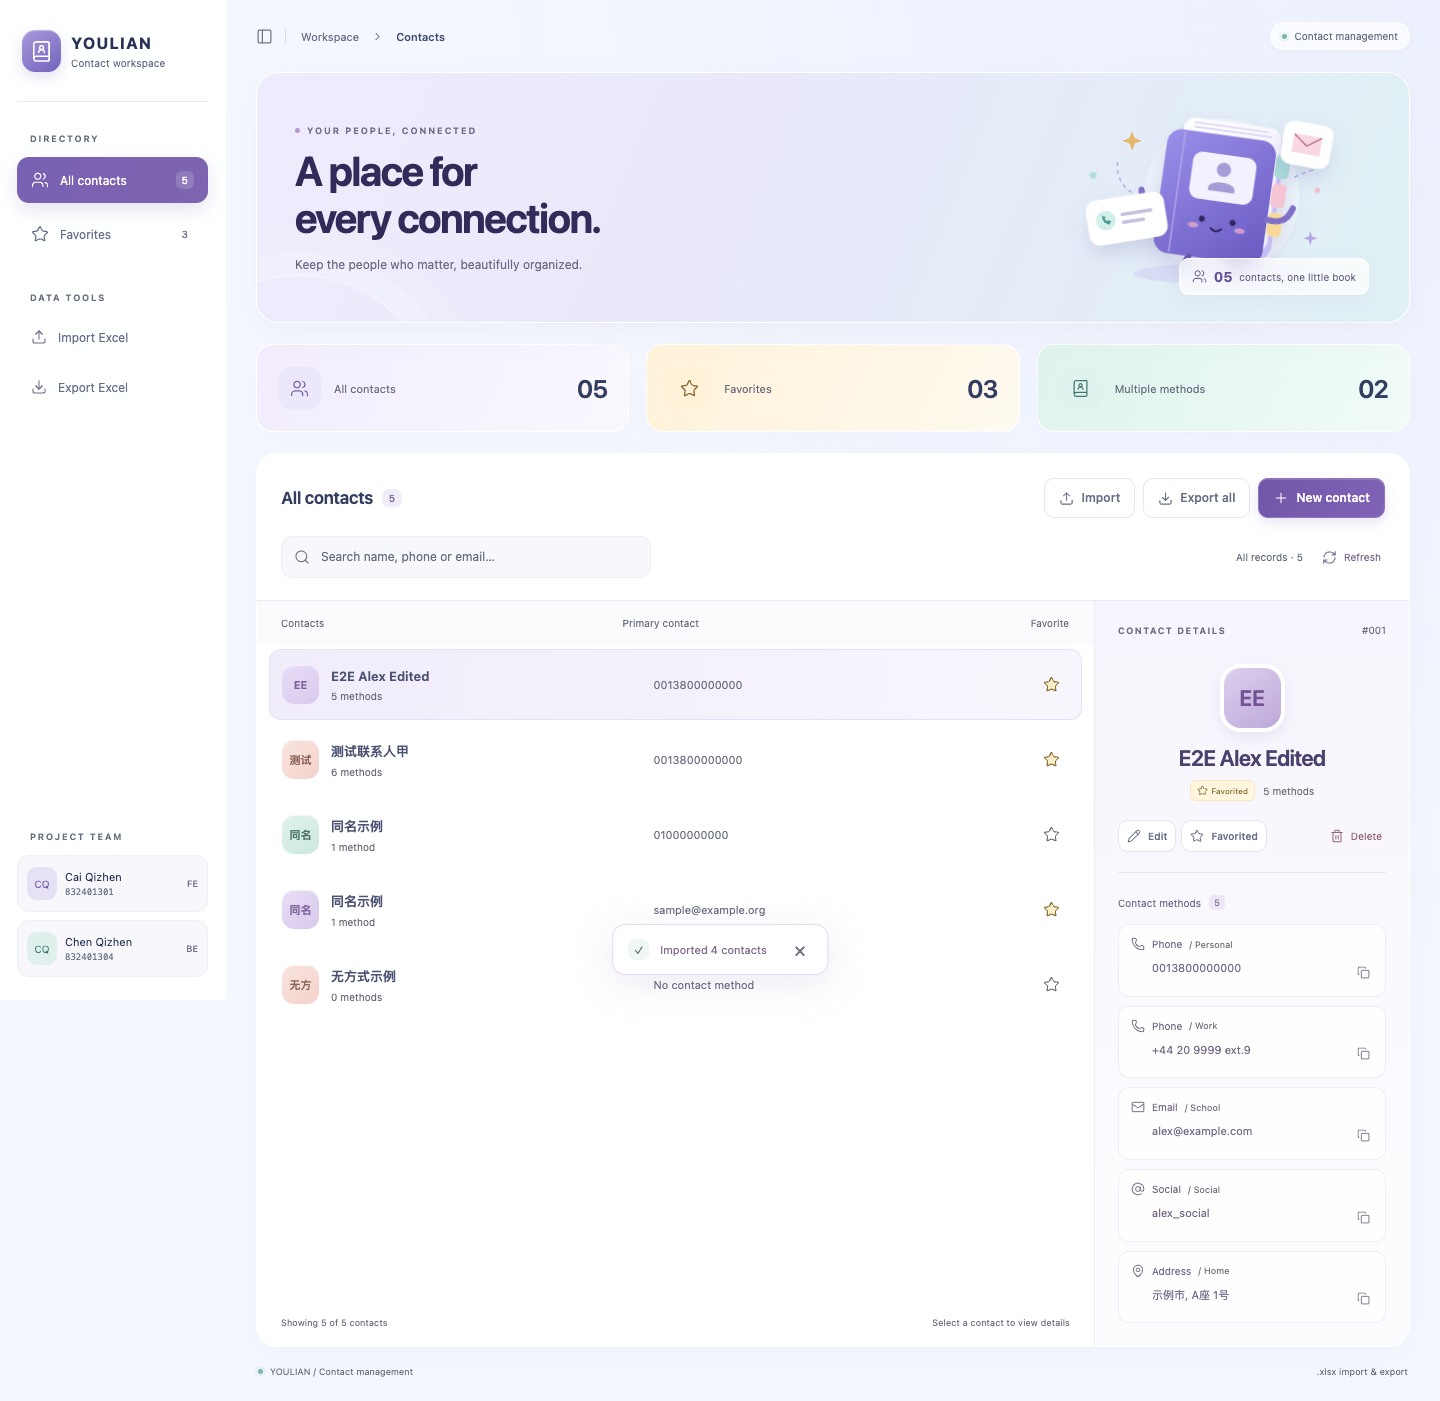 YOULIAN
Contact workspace
DIRECTORY
All contacts 5
Favorites 3
DATA TOOLS
Import Excel
Export Excel
PROJECT TEAM
CQ Cai Qizhen FE
832401301
CQ Chen Qizhen BE
832401304
Workspace > Contacts
Contact management
YOUR PEOPLE, CONNECTED
A place for
every connection.
Keep the people who matter, beautifully organized.
05 contacts, one little book
All contacts 05
Favorites 03
Multiple methods 02
All contacts 5
Import
Export all
New contact
Search name, phone or email...
All records · 5
Refresh
Contacts Primary contact Favorite
EE E2E Alex Edited 0013800000000
5 methods
测试 测试联系人甲 0013800000000
6 methods
同名 同名示例 01000000000
1 method
同名 同名示例 sample@example.org
1 method
Imported 4 contacts
无方 无方式示例 No contact method
0 methods
Showing 5 of 5 contacts
Select a contact to view details
CONTACT DETAILS #001
EE
E2E Alex Edited
Favorited 5 methods
Edit Favorited Delete
Contact methods 5
Phone / Personal
0013800000000
Phone / Work
+44 20 9999 ext.9
Email / School
alex@example.com
Social / Social
alex_social
Address / Home
示例市, A座 1号
YOULIAN / Contact management
.xlsx import & export